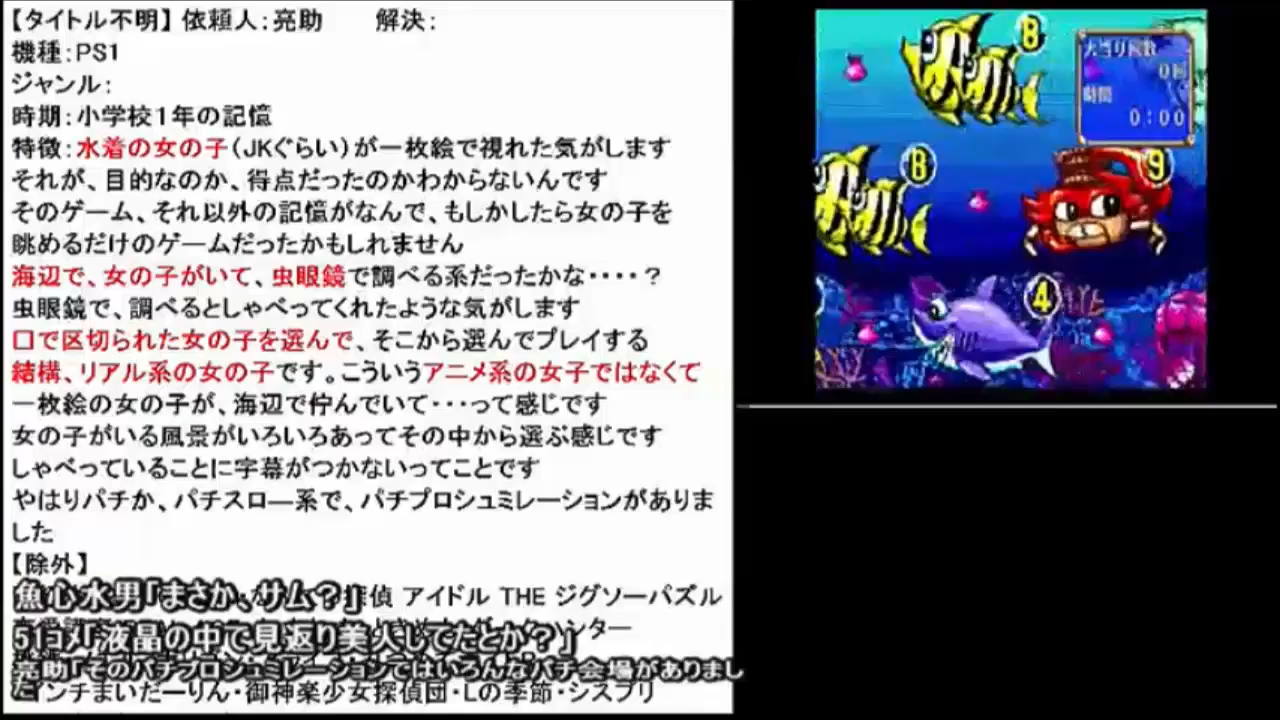 【タイトル不明】 依頼人：亮助　　解決：
機種：PS1
ジャンル：
時期：小学校１年の記憶
特徴：水着の女の子（JKぐらい）が一枚絵で視れた気がします
それが、目的なのか、得点だったのかわからないんです
そのゲーム、それ以外の記憶がなんで、もしかしたら女の子を
眺めるだけのゲームだったかもしれません
海辺で、女の子がいて、虫眼鏡で調べる系だったかな・・・・？
虫眼鏡で、調べるとしゃべってくれたような気がします
口で区切られた女の子を選んで、そこから選んでプレイする
結構、リアル系の女の子です。こういうアニメ系の女子ではなくて
一枚絵の女の子が、海辺で佇んでいて・・・って感じです
女の子がいる風景がいろいろあってその中から選ぶ感じです
しゃべっていることに字幕がつかないってことです
やはりパチか、パチスロ―系で、パチプロシュミレーションがありま
した
【除外】
探偵 アイドル THE ジグソーパズル
魚心水男「まさか、サム？」
ンター
51コメ「液晶の中で見返り美人してたとか？」
亮助「そのパチプロシュミレーションではいろんなパチ会場がありまし
た
インチまいだーりん・御神楽少女探偵団・Lの季節・シスプリ
8
大当り回数
0回
時間
0:00
8
9
4